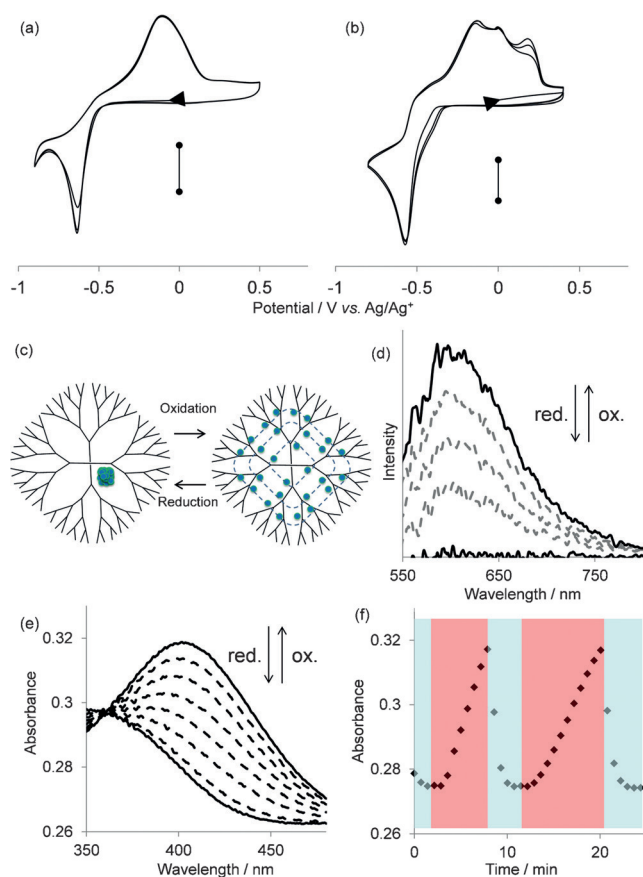 (a)
(b)
-1 -0.5 0 0.5 -1 -0.5 0 0.5
Potential / V vs. Ag/Ag⁺
(c)
Oxidation
Reduction
(d)
red. ox.
Intensity
550 650 750
Wavelength / nm
(e)
red. ox.
0.32
0.3
0.28
0.26
Absorbance
350 400 450
Wavelength / nm
(f)
0.32
0.3
0.28
0.26
Absorbance
0 10 20
Time / min